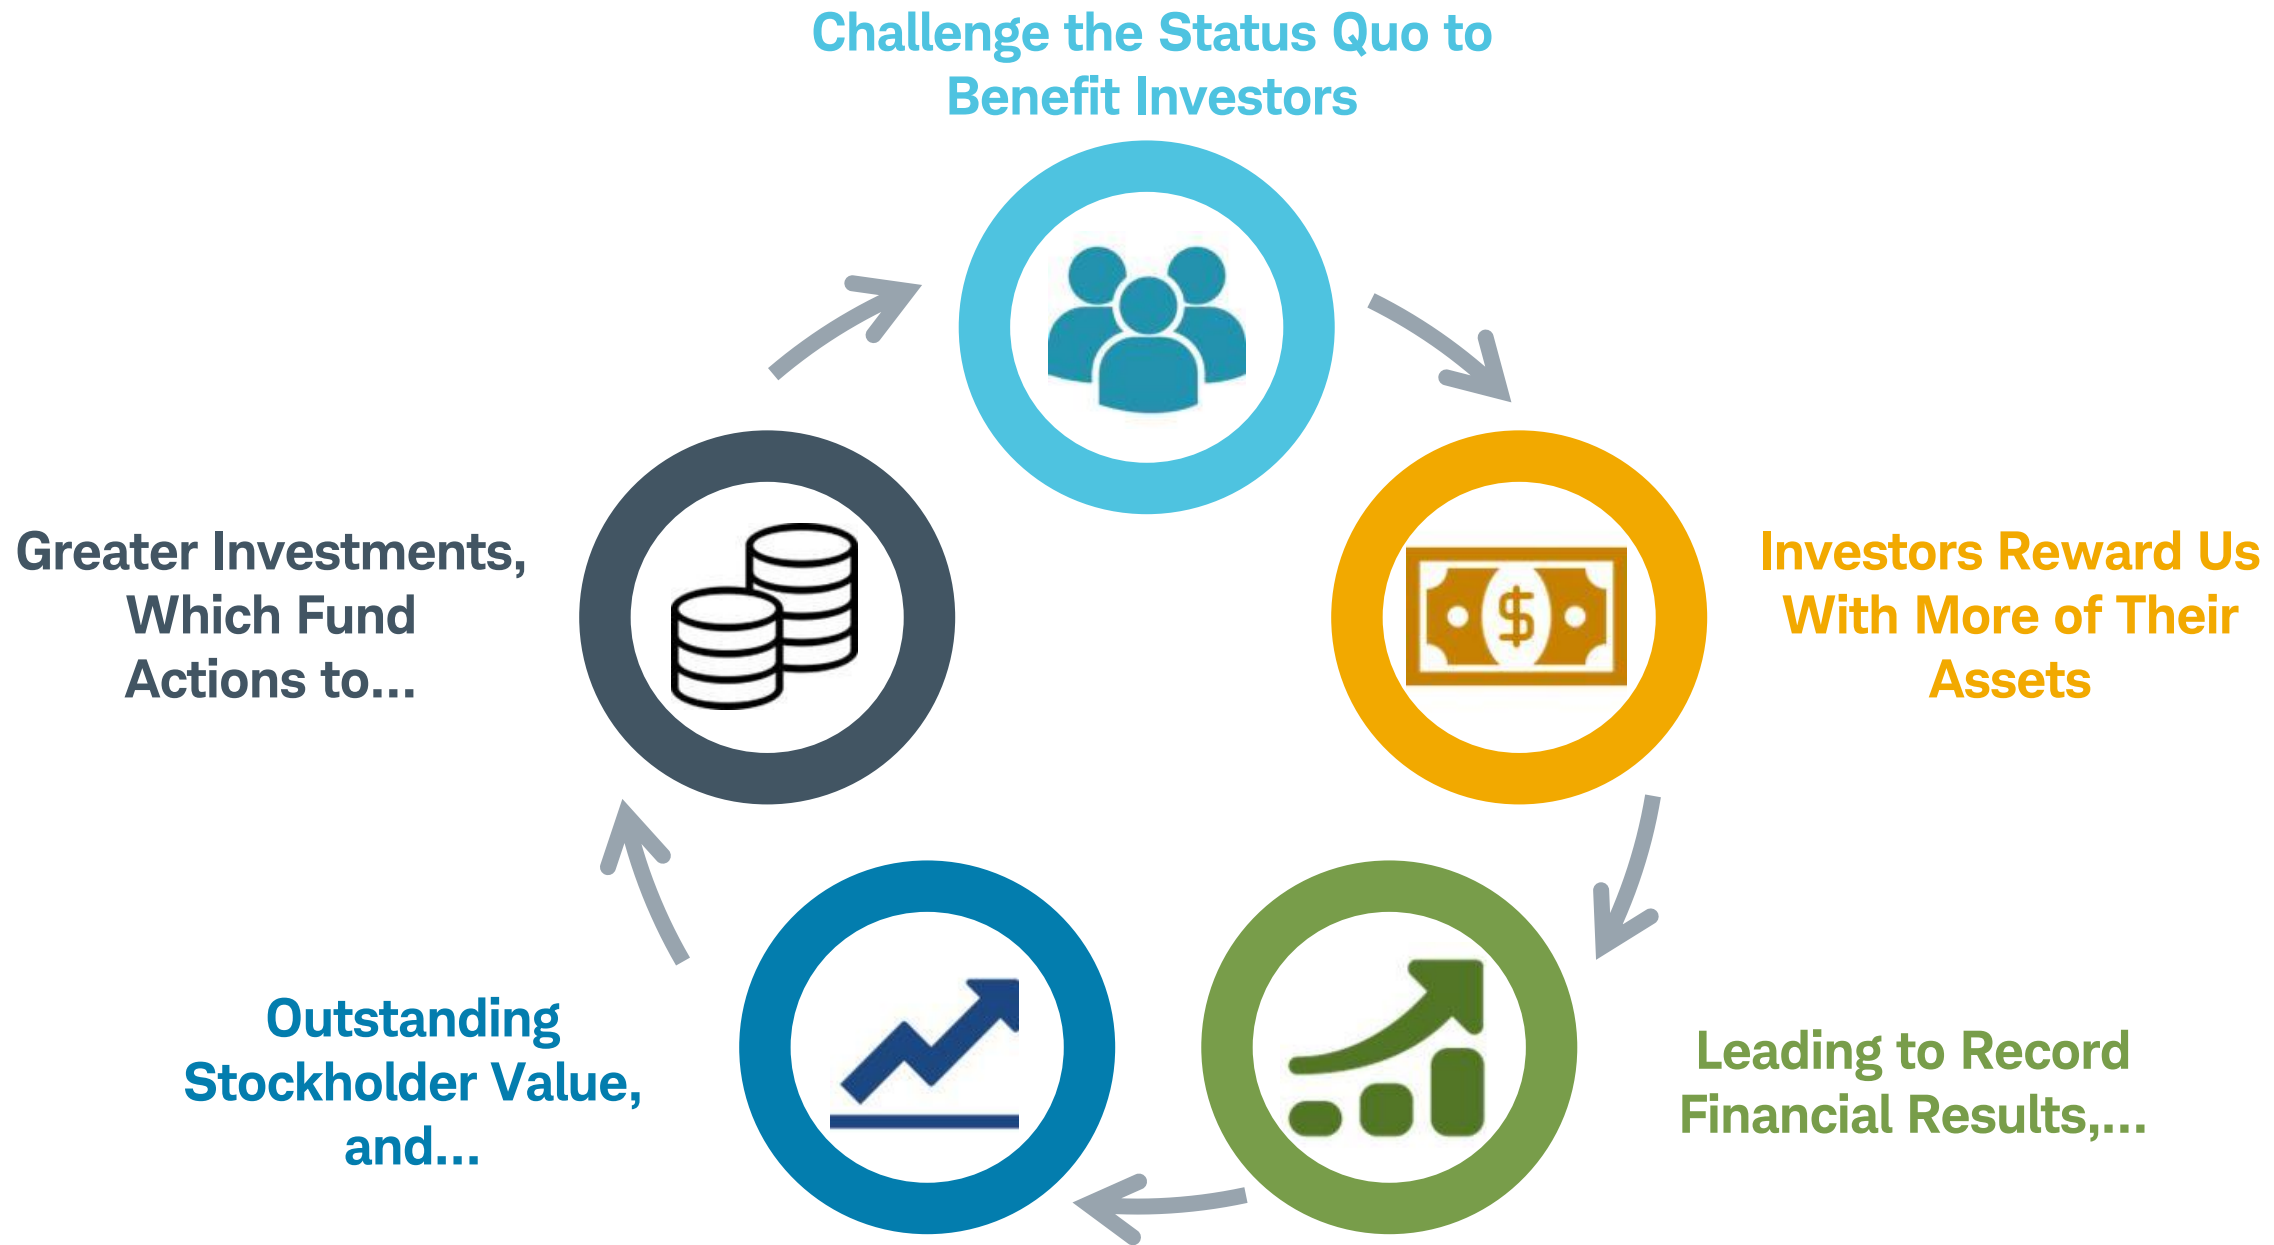 Challenge the Status Quo to
Benefit Investors
Investors Reward Us
With More of Their
Assets
Leading to Record
Financial Results,...
Outstanding
Stockholder Value,
and...
Greater Investments,
Which Fund
Actions to...
$